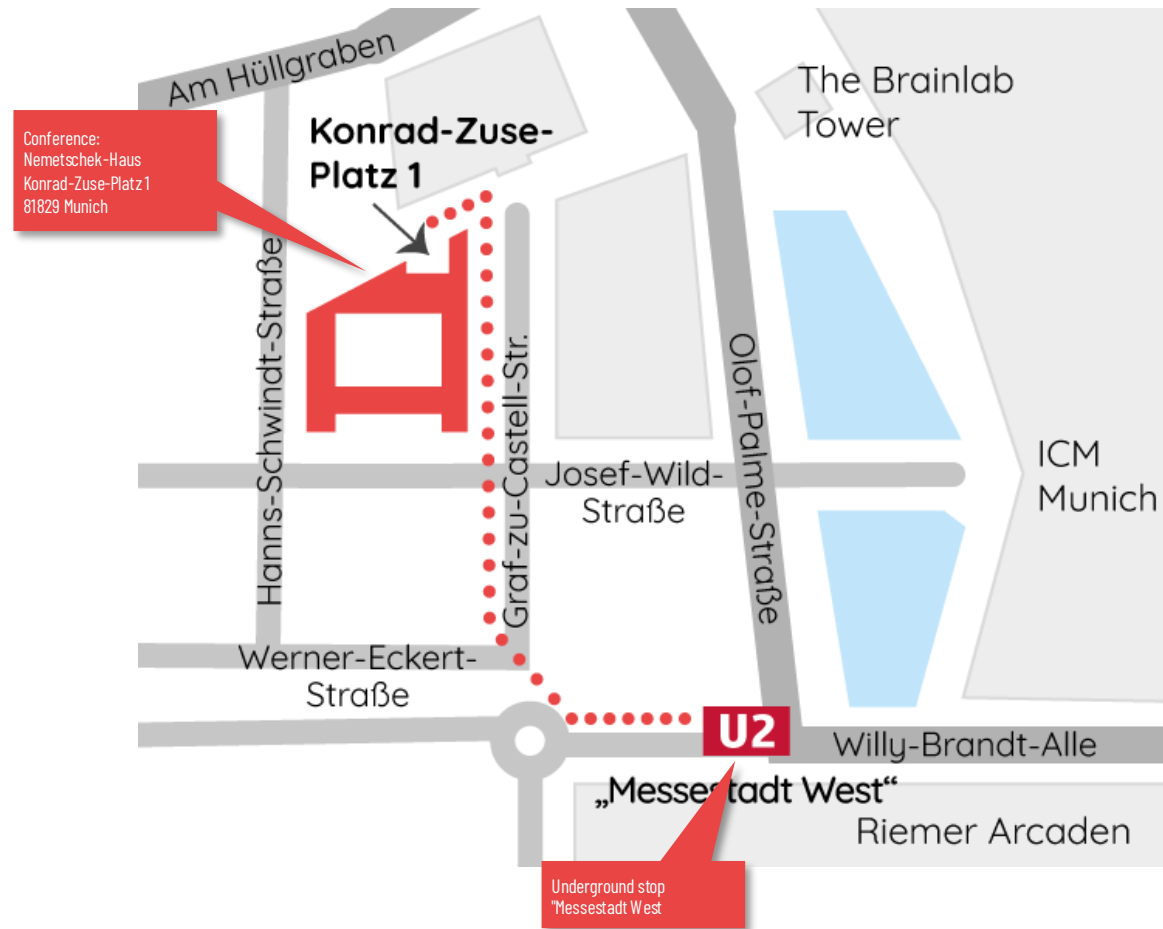 Am Hüllgraben
The Brainlab
Tower
Conference:
Nemetschek-Haus
Konrad-Zuse-Platz 1
81829 Munich
Konrad-Zuse-
Platz 1
Hanns-Schwindt-Straße
Graf-zu-Castell-Str.
Olof-Palme-Straße
Josef-Wild-
Straße
ICM
Munich
Werner-Eckert-
Straße
U2
Willy-Brandt-Alle
„Messestadt West“
Riemer Arcaden
Underground stop
"Messestadt West